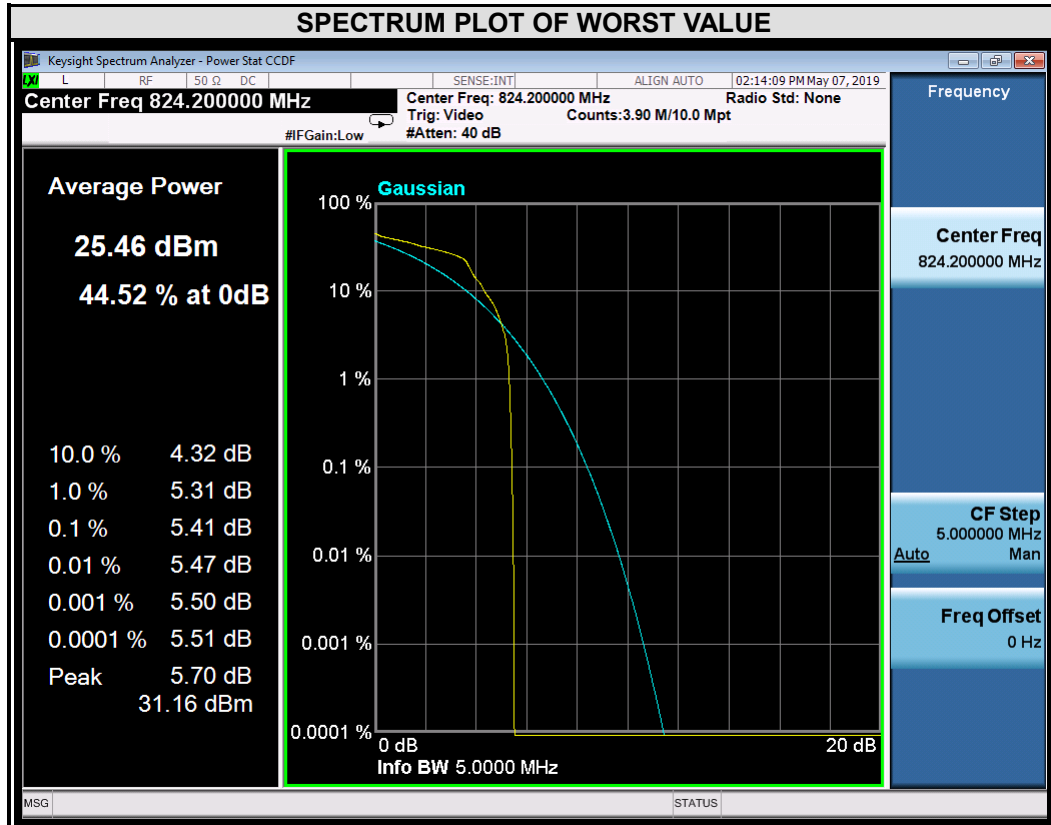 SPECTRUM PLOT OF WORST VALUE
Keysight Spectrum Analyzer - Power Stat CCDF
LXI L RF 50 Ω DC SENSE:INT ALIGN AUTO 02:14:09 PM May 07, 2019
Center Freq 824.200000 MHz
Center Freq: 824.200000 MHz Radio Std: None
Trig: Video Counts:3.90 M/10.0 Mpt
#IFGain:Low #Atten: 40 dB
Average Power
25.46 dBm
44.52 % at 0dB
10.0 % 4.32 dB
1.0 % 5.31 dB
0.1 % 5.41 dB
0.01 % 5.47 dB
0.001 % 5.50 dB
0.0001 % 5.51 dB
Peak 5.70 dB
31.16 dBm
Gaussian
100 %
10 %
1 %
0.1 %
0.01 %
0.001 %
0.0001 %
0 dB 20 dB
Info BW 5.0000 MHz
Frequency
Center Freq
824.200000 MHz
CF Step
5.000000 MHz
Auto Man
Freq Offset
0 Hz
MSG STATUS